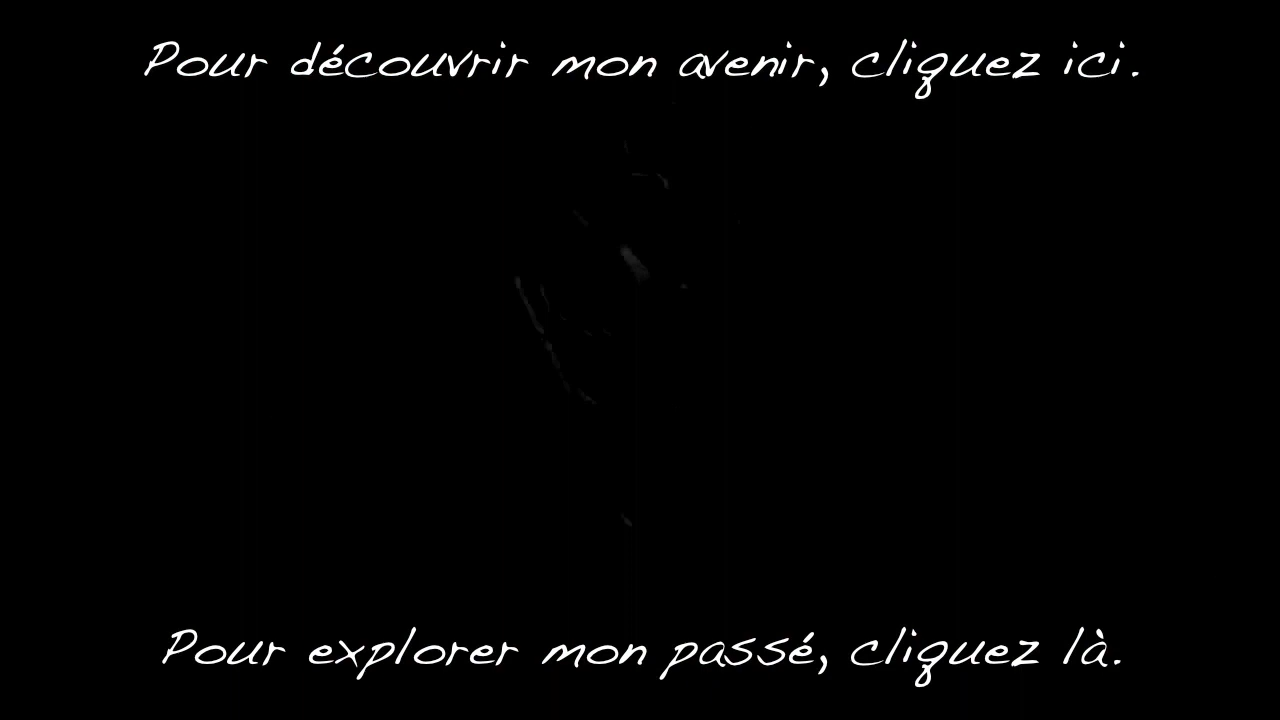 Pour découvrir mon avenir, cliquez ici.
Pour explorer mon passé, cliquez là.